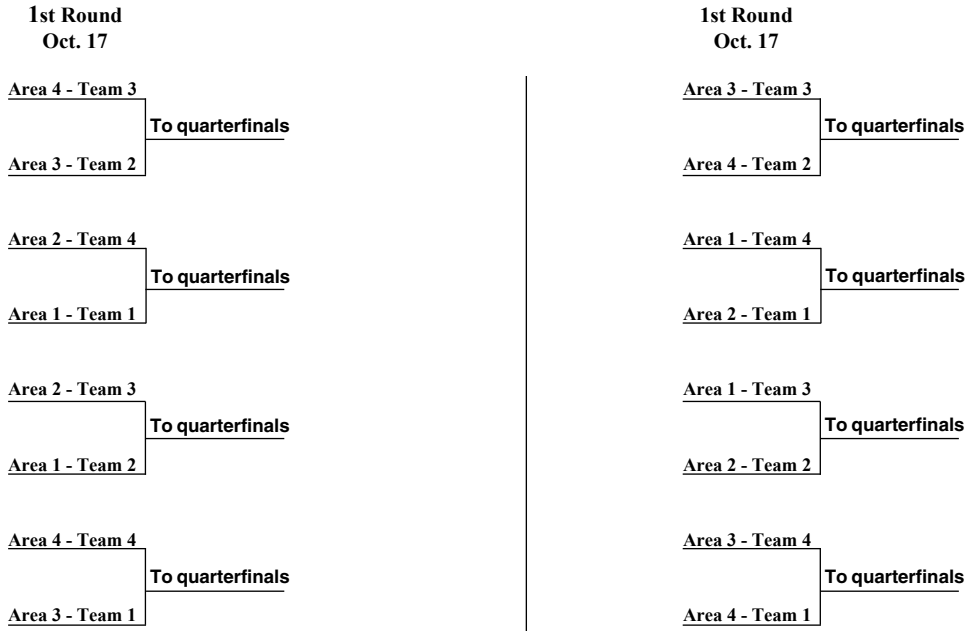 1st Round
Oct. 17
Area 4 - Team 3
To quarterfinals
Area 3 - Team 2
Area 2 - Team 4
To quarterfinals
Area 1 - Team 1
Area 2 - Team 3
To quarterfinals
Area 1 - Team 2
Area 4 - Team 4
To quarterfinals
Area 3 - Team 1
1st Round
Oct. 17
Area 3 - Team 3
To quarterfinals
Area 4 - Team 2
Area 1 - Team 4
To quarterfinals
Area 2 - Team 1
Area 1 - Team 3
To quarterfinals
Area 2 - Team 2
Area 3 - Team 4
To quarterfinals
Area 4 - Team 1